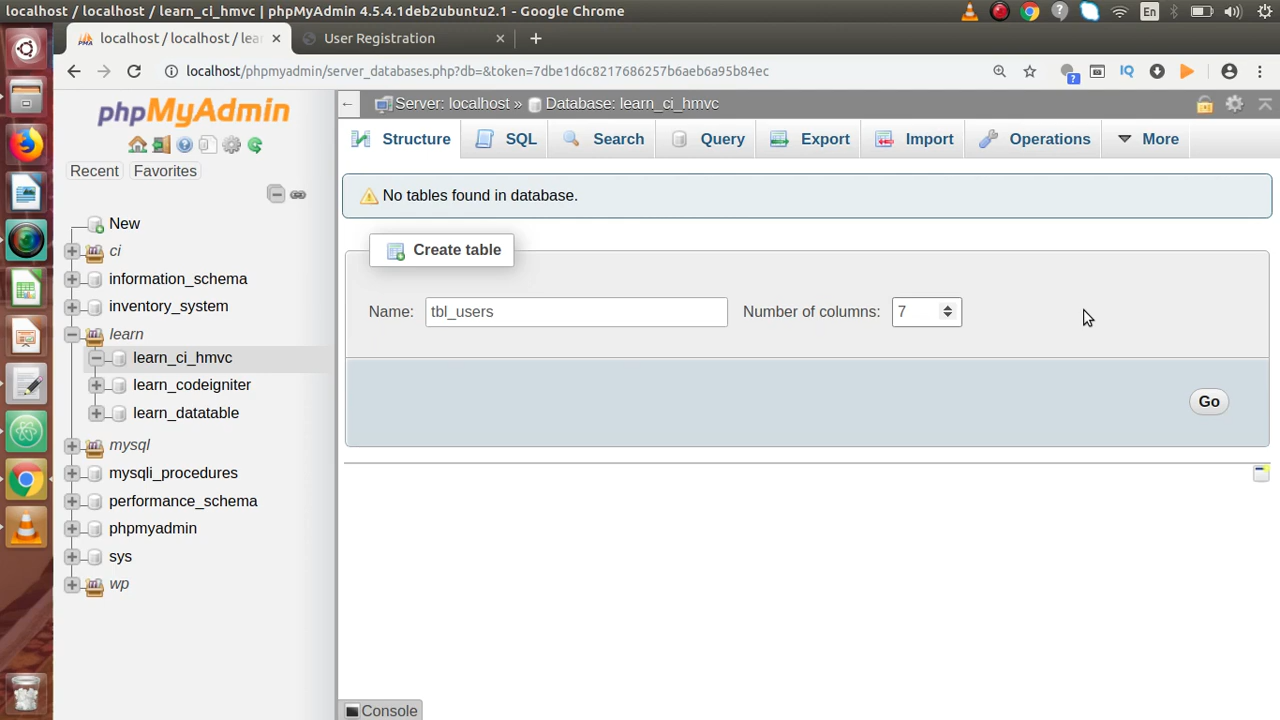 localhost / localhost / learn_ci_hmvc | phpMyAdmin 4.5.4.1deb2ubuntu2.1 - Google Chrome
En
localhost / localhost / lear
User Registration
localhost/phpmyadmin/server_databases.php?db=&token=7dbe1d6c8217686257b6aeb6a95b84ec
IQ
phpMyAdmin
Recent
Favorites
New
ci
information_schema
inventory_system
learn
learn_ci_hmvc
learn_codeigniter
learn_datatable
mysql
mysqli_procedures
performance_schema
phpmyadmin
sys
wp
Server: localhost » Database: learn_ci_hmvc
Structure
SQL
Search
Query
Export
Import
Operations
More
No tables found in database.
Create table
Name: tbl_users
Number of columns: 7
Go
Console